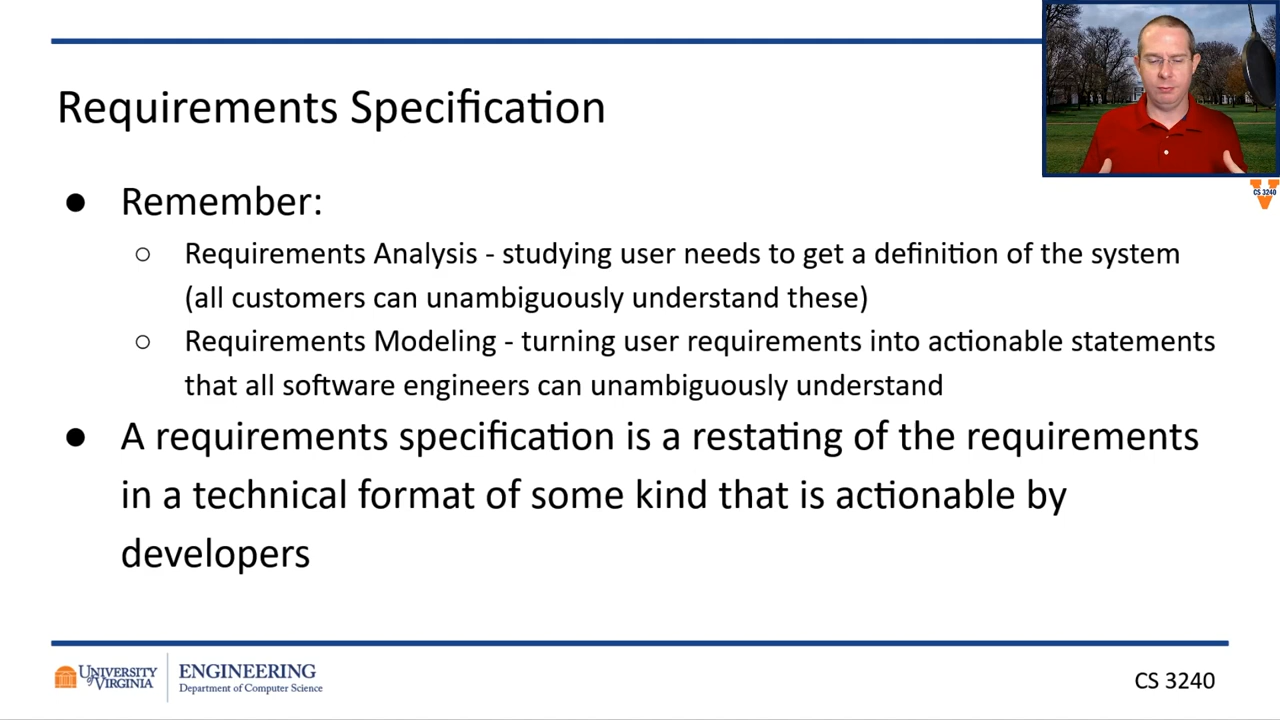 Requirements Specification
CS 3240
● Remember:
○ Requirements Analysis - studying user needs to get a definition of the system
(all customers can unambiguously understand these)
○ Requirements Modeling - turning user requirements into actionable statements
that all software engineers can unambiguously understand
● A requirements specification is a restating of the requirements
in a technical format of some kind that is actionable by
developers
UNIVERSITY
of VIRGINIA
ENGINEERING
Department of Computer Science
CS 3240